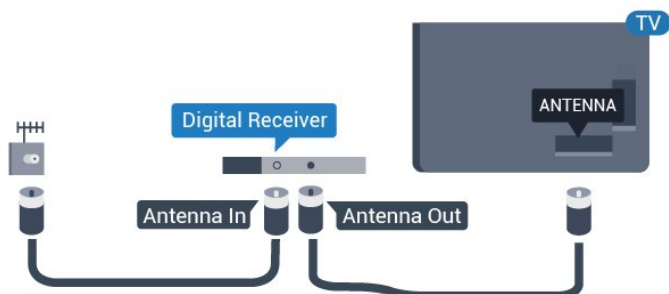 TV
ANTENNA
Digital Receiver
Antenna In
Antenna Out